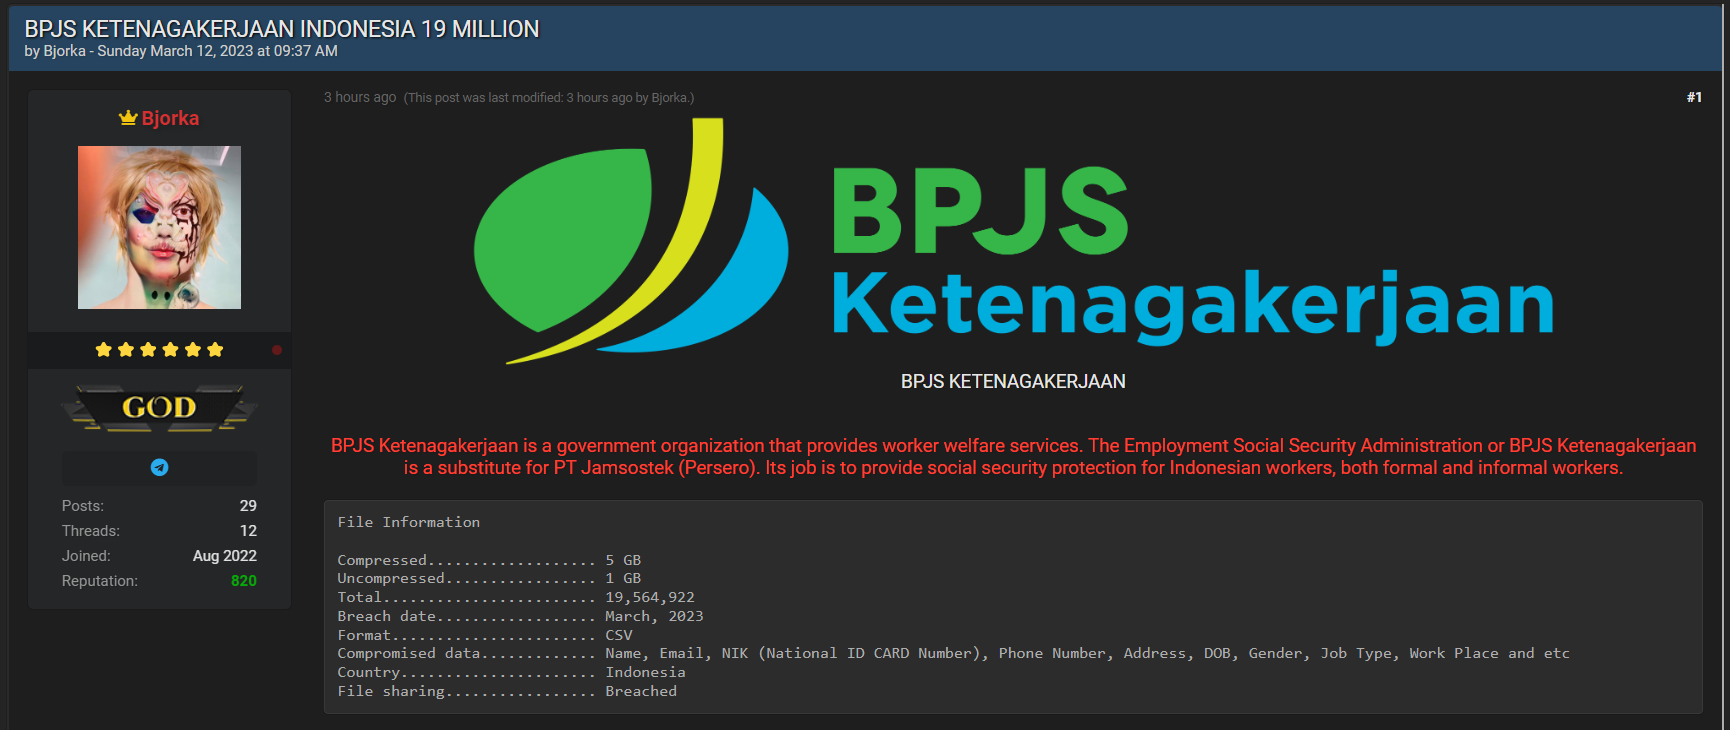 BPJS KETENAGAKERJAAN INDONESIA 19 MILLION
by Bjorka - Sunday March 12, 2023 at 09:37 AM
Bjorka
GOD
Posts: 29
Threads: 12
Joined: Aug 2022
Reputation: 820
3 hours ago (This post was last modified: 3 hours ago by Bjorka.)
#1
BPJS
Ketenagakerjaan
BPJS KETENAGAKERJAAN
BPJS Ketenagakerjaan is a government organization that provides worker welfare services. The Employment Social Security Administration or BPJS Ketenagakerjaan
is a substitute for PT Jamsostek (Persero). Its job is to provide social security protection for Indonesian workers, both formal and informal workers.
File Information
Compressed................... 5 GB
Uncompressed................. 1 GB
Total........................ 19,564,922
Breach date.................. March, 2023
Format....................... CSV
Compromised data............. Name, Email, NIK (National ID CARD Number), Phone Number, Address, DOB, Gender, Job Type, Work Place and etc
Country...................... Indonesia
File sharing................. Breached